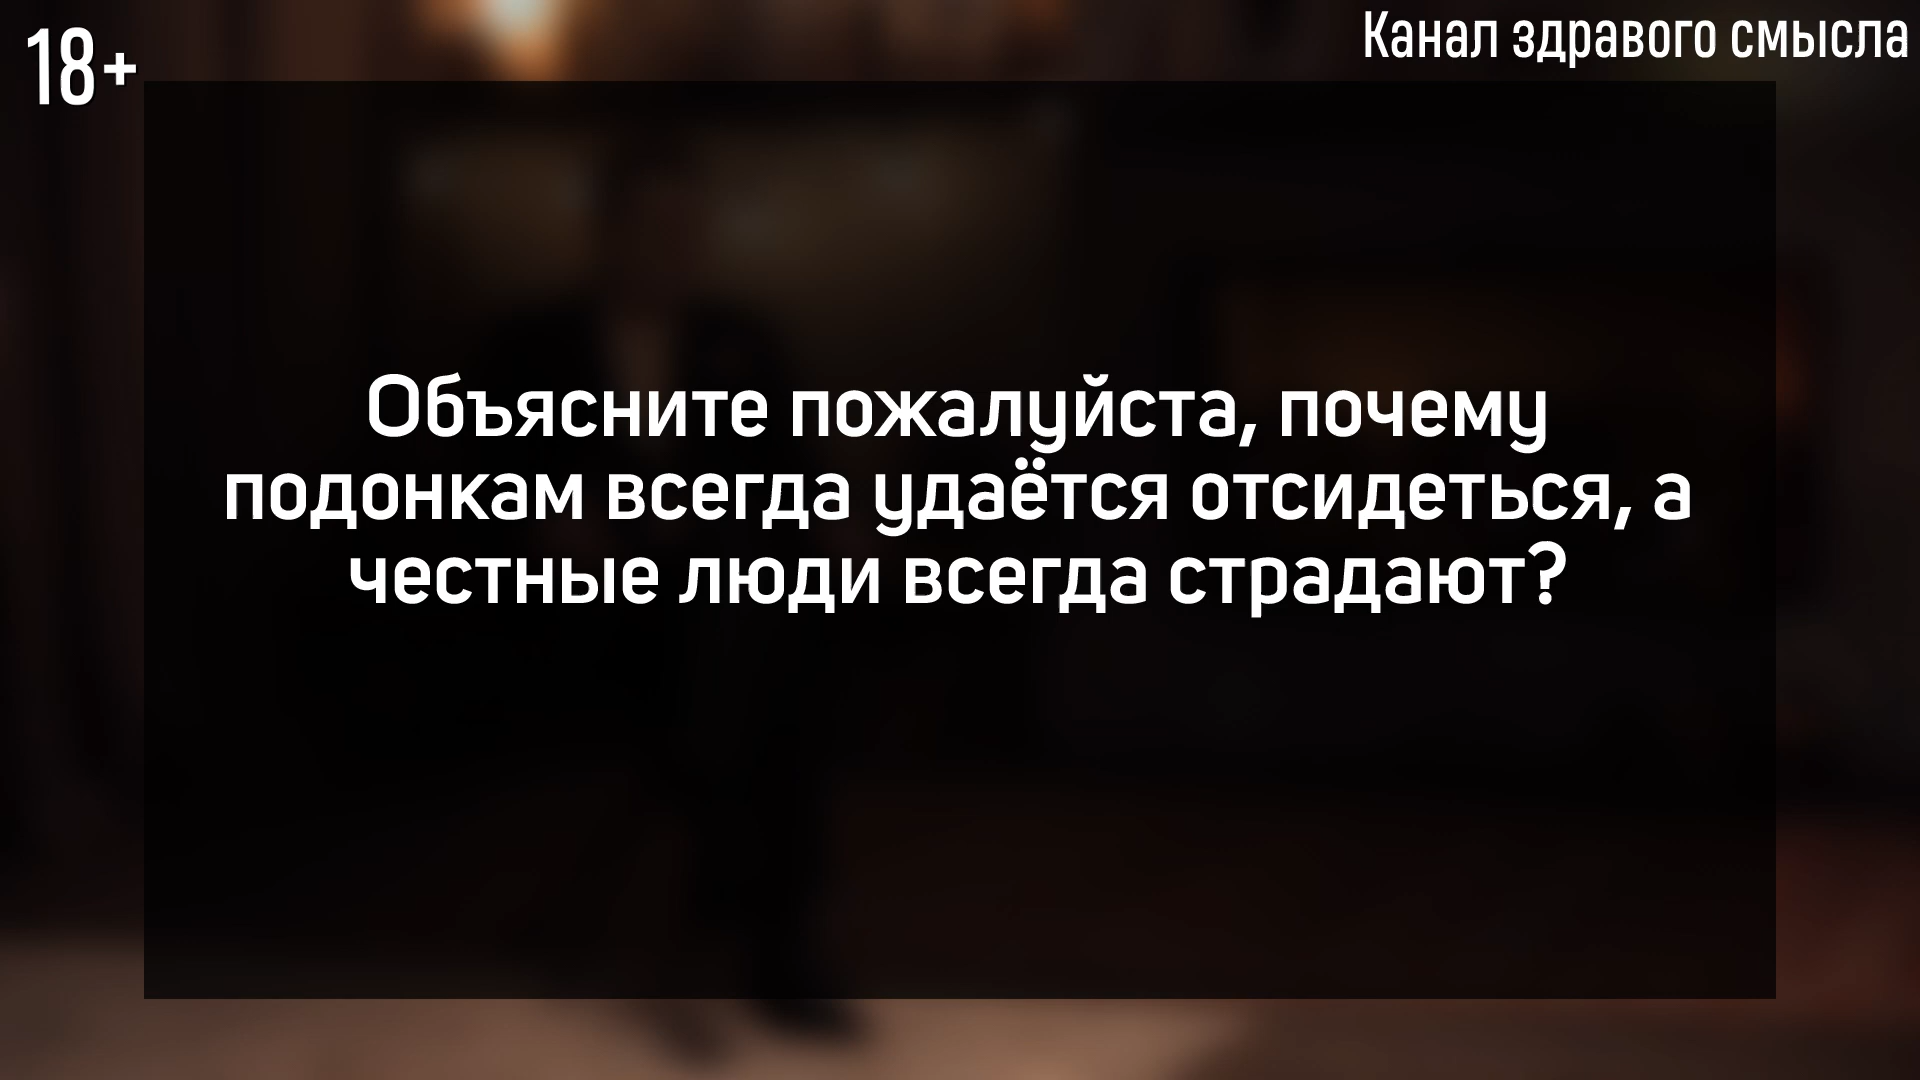 18+
Канал здравого смысла
Объясните пожалуйста, почему
подонкам всегда удаётся отсидеться, а
честные люди всегда страдают?